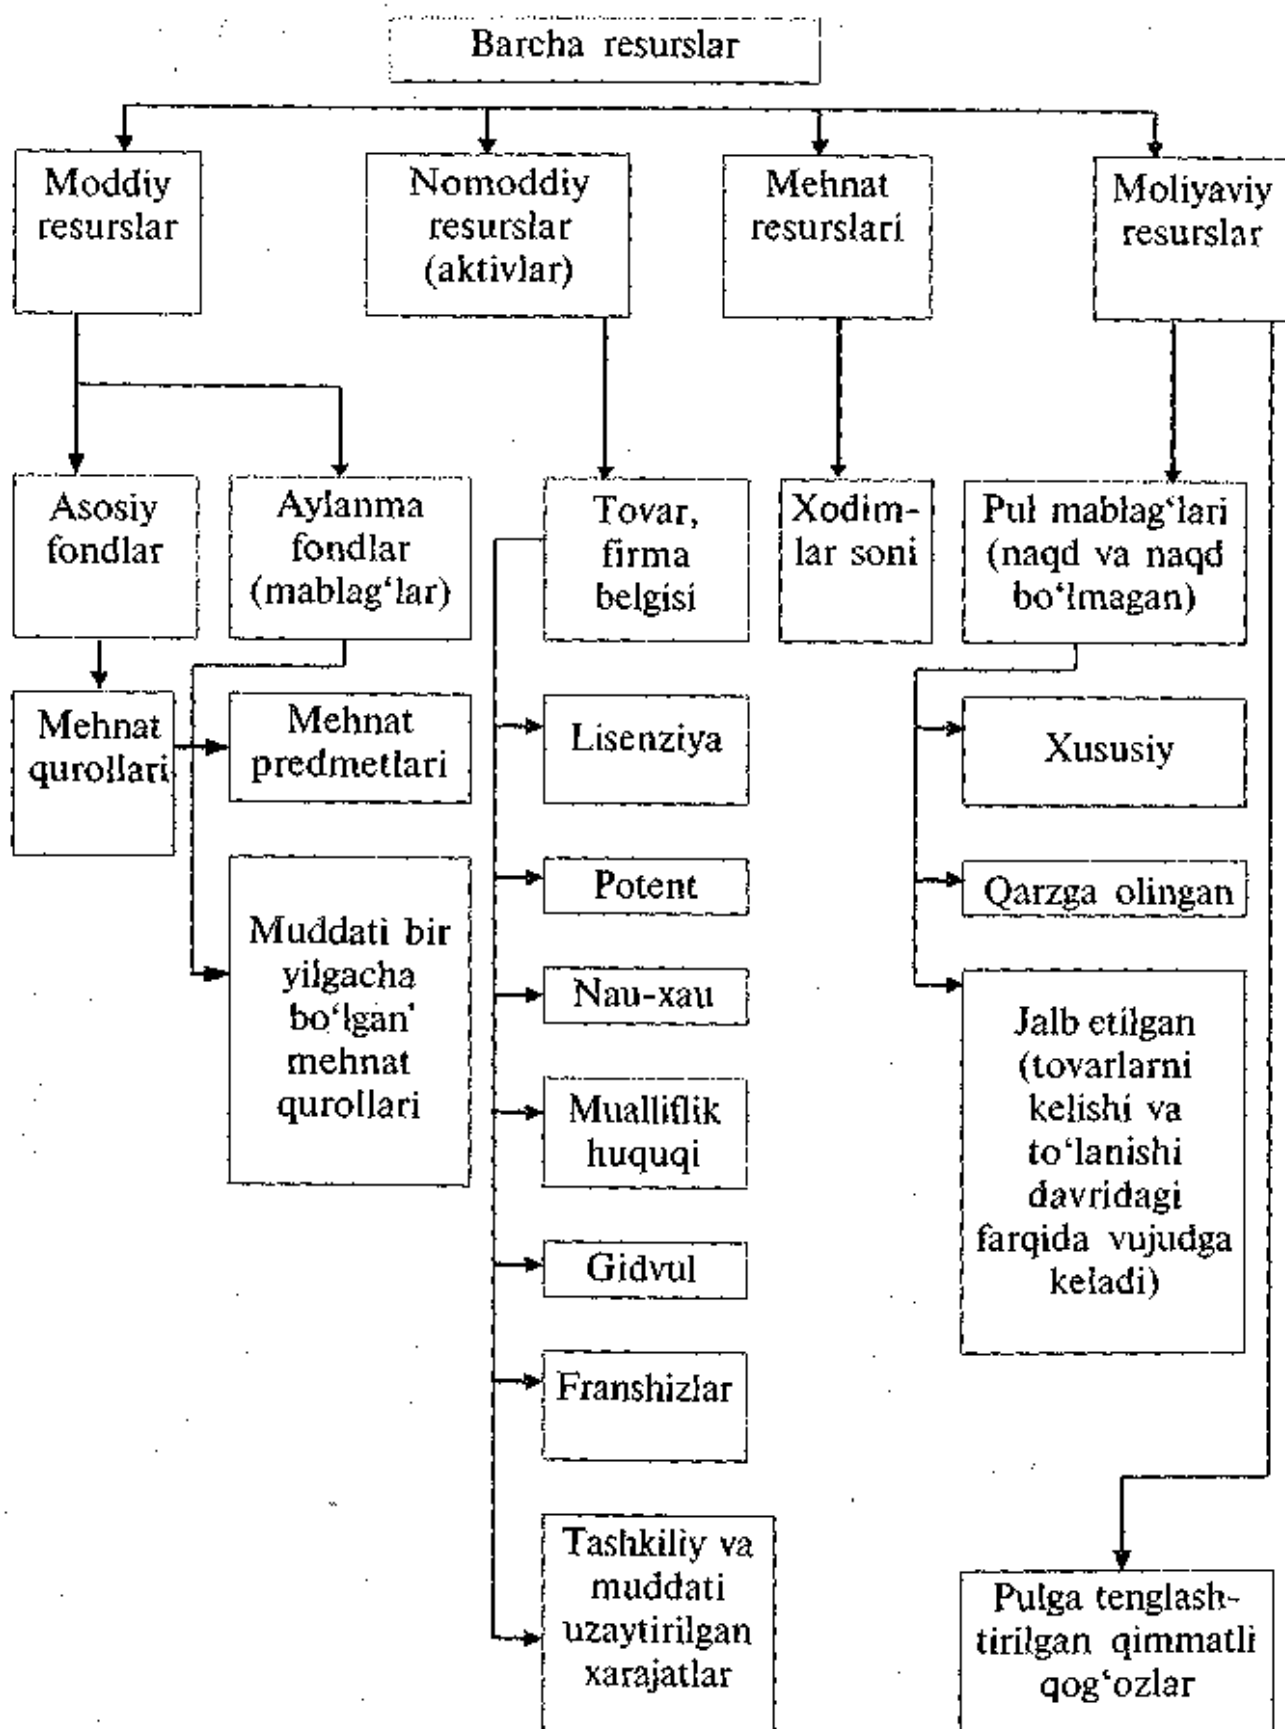 Barcha resurslar
Moddiy
resurslar
Nomoddiy
resurslar
(aktivlar)
Mehnat
resurslari
Moliyaviy
resurslar
Asosiy
fondlar
Aylanma
fondlar
(mablag‘lar)
Tovar,
firma
belgisi
Xodim-
lar soni
Pul mablag‘lari
(naqd va naqd
bo‘lmagan)
Mehnat
qurollari
Mehnat
predmetlari
Muddati bir
yilgacha
bo‘lgan
mehnat
qurollari
Lisenziya
Potent
Nau-xau
Mualliflik
huquqi
Gidvul
Franshizlar
Tashkiliy va
muddati
uzaytirilgan
xarajatlar
Xususiy
Qarzga olingan
Jalb etilgan
(tovarlarni
kelishi va
to‘lanishi
davridagi
farqida vujudga
keladi)
Pulga tenglash-
tirilgan qimmatli
qog‘ozlar